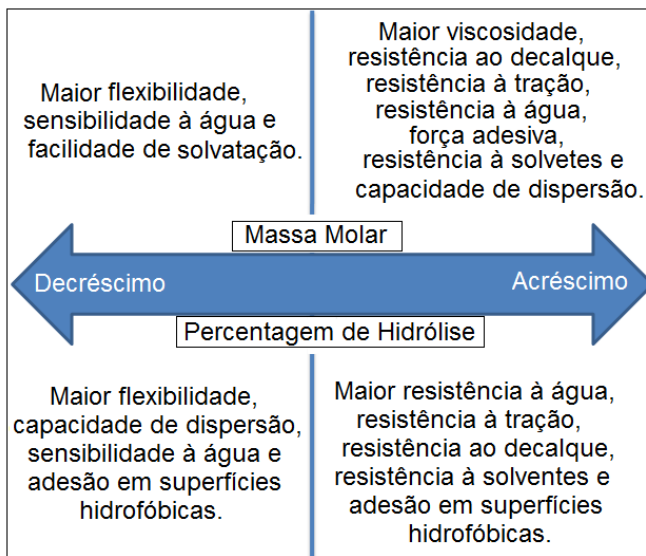 Maior flexibilidade,
sensibilidade à água e
facilidade de solvatação.
Maior viscosidade,
resistência ao decalque,
resistência à tração,
resistência à água,
força adesiva,
resistência à solvetes e
capacidade de dispersão.
Massa Molar
Decréscimo
Acréscimo
Percentagem de Hidrólise
Maior flexibilidade,
capacidade de dispersão,
sensibilidade à água e
adesão em superfícies
hidrofóbicas.
Maior resistência à água,
resistência à tração,
resistência ao decalque,
resistência à solventes e
adesão em superfícies
hidrofóbicas.